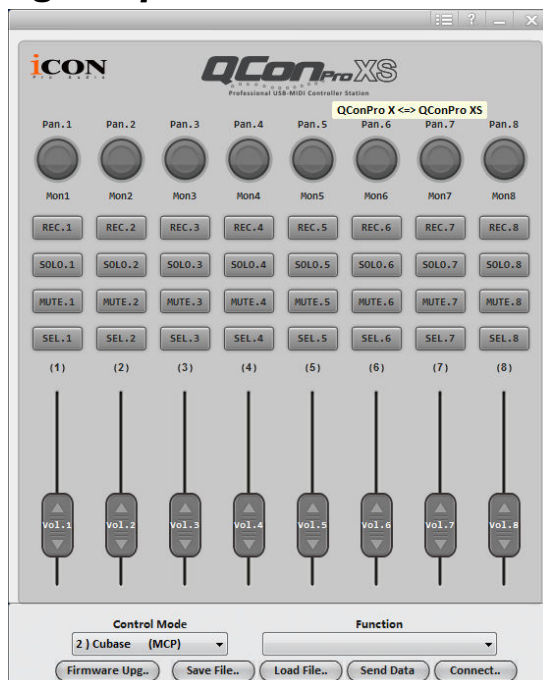 iCON
Pro Audio
QConPro XS
Professional USB-MIDI Controller Station
QConPro X <=> QConPro XS
Pan.1 Pan.2 Pan.3 Pan.4 Pan.5 Pan.6 Pan.7 Pan.8
Mon1 Mon2 Mon3 Mon4 Mon5 Mon6 Mon7 Mon8
REC.1 REC.2 REC.3 REC.4 REC.5 REC.6 REC.7 REC.8
SOLO.1 SOLO.2 SOLO.3 SOLO.4 SOLO.5 SOLO.6 SOLO.7 SOLO.8
MUTE.1 MUTE.2 MUTE.3 MUTE.4 MUTE.5 MUTE.6 MUTE.7 MUTE.8
SEL.1 SEL.2 SEL.3 SEL.4 SEL.5 SEL.6 SEL.7 SEL.8
(1) (2) (3) (4) (5) (6) (7) (8)
Vol.1 Vol.2 Vol.3 Vol.4 Vol.5 Vol.6 Vol.7 Vol.8
Control Mode Function
2 ) Cubase (MCP)
Firmware Upg.. Save File.. Load File.. Send Data Connect..